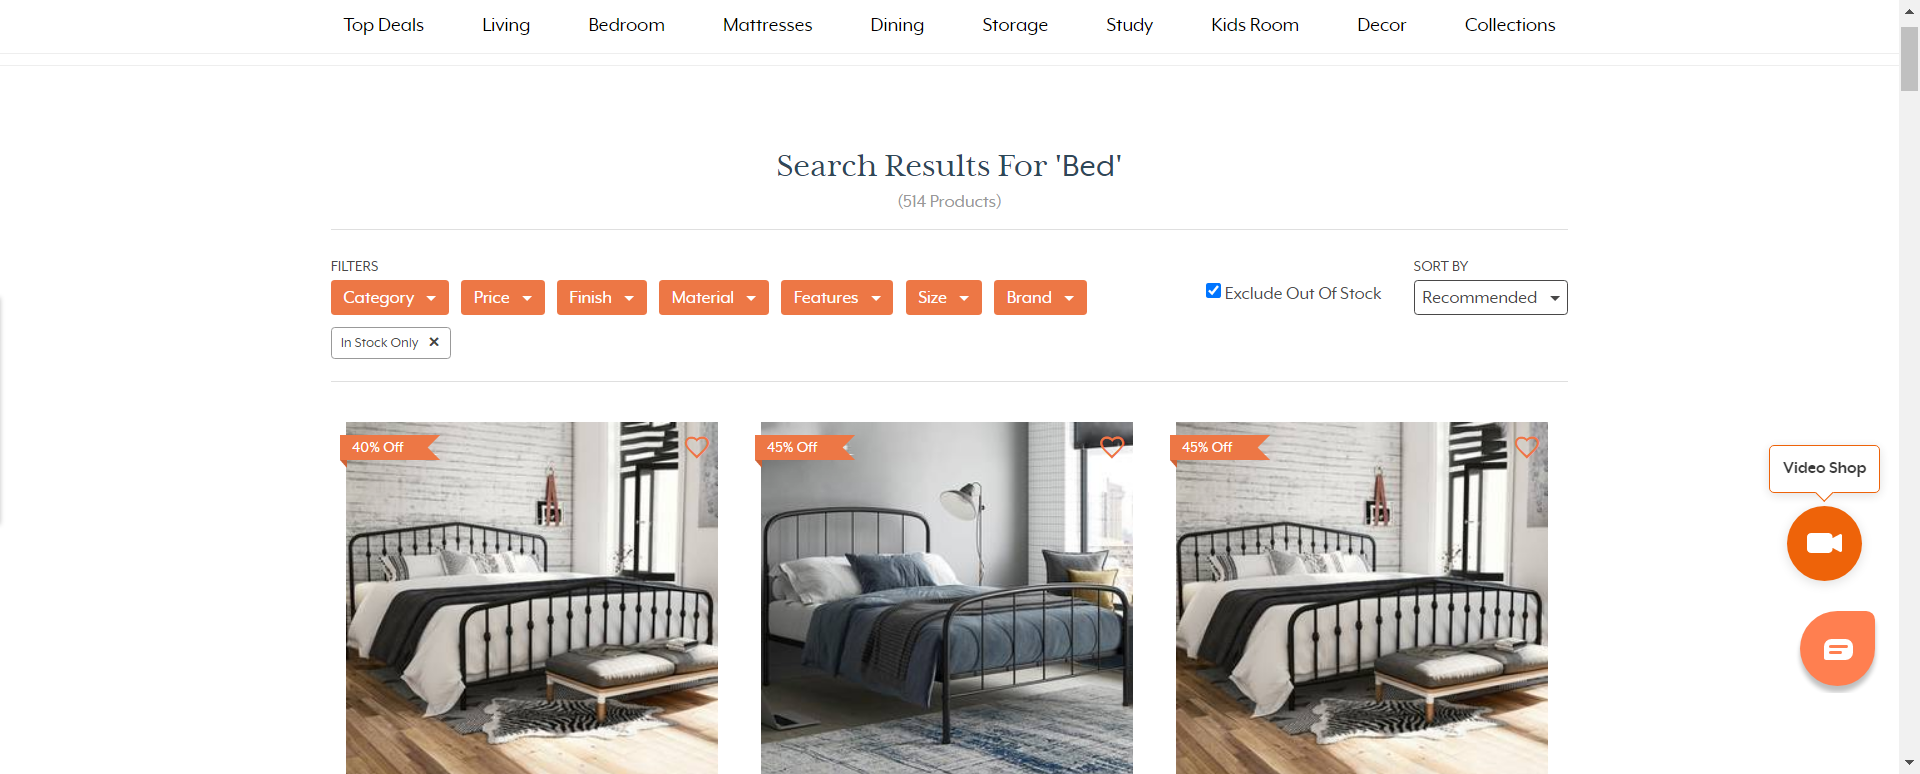 Top Deals Living Bedroom Mattresses Dining Storage Study Kids Room Decor Collections
Search Results For 'Bed'
(514 Products)
FILTERS
SORT BY
Category Price Finish Material Features Size Brand
Exclude Out Of Stock
Recommended
In Stock Only ✕
40% Off
45% Off
45% Off
Video Shop